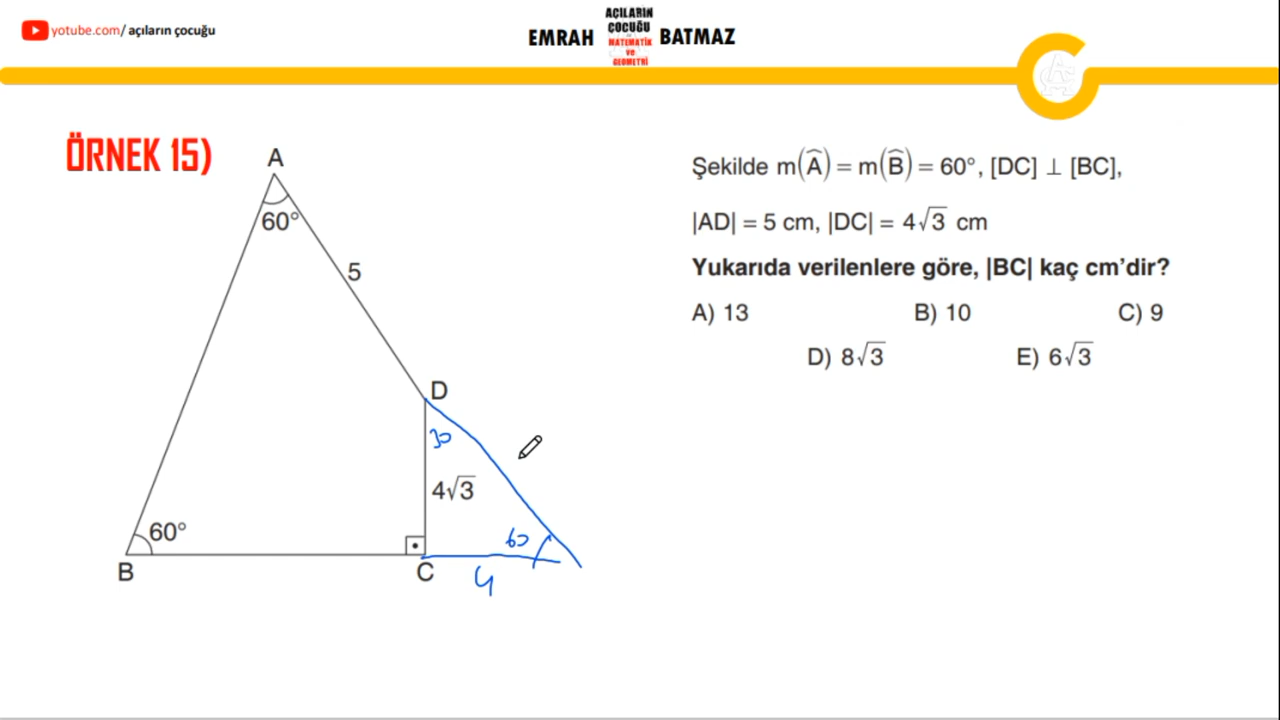 yotube.com/ açıların çocuğu
EMRAH
AÇILARIN
ÇOCUĞU
MATEMATİK
ve
GEOMETRİ
BATMAZ
ÖRNEK 15)
A
60°
5
D
30
4√3
60
60°
B
C
4
Şekilde m(Â) = m(B̂) = 60°, [DC] ⊥ [BC],
|AD| = 5 cm, |DC| = 4√3 cm
Yukarıda verilenlere göre, |BC| kaç cm'dir?
A) 13 B) 10 C) 9
D) 8√3 E) 6√3